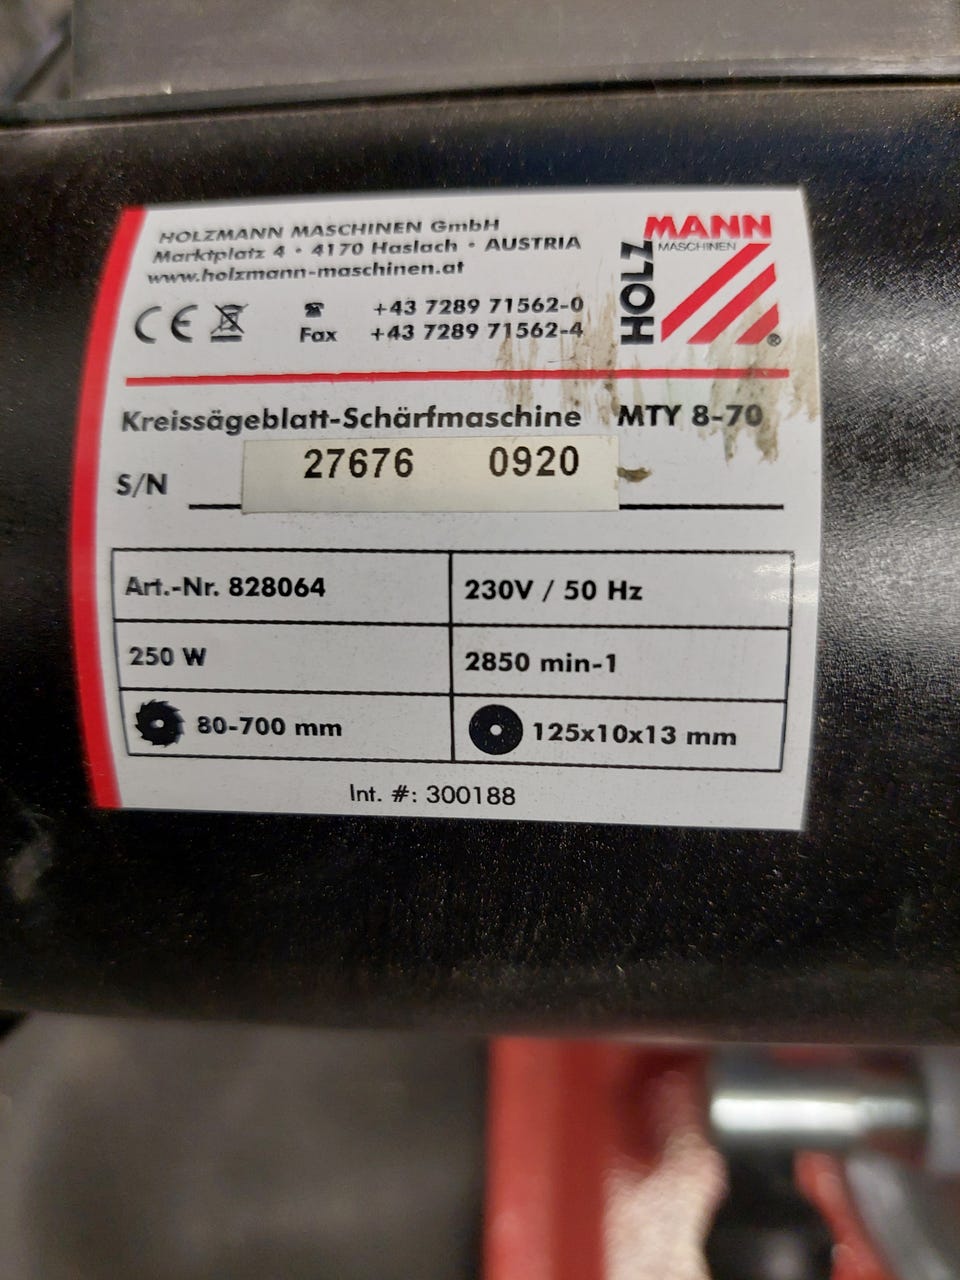 HOLZMANN MASCHINEN GmbH
Marktplatz 4 • 4170 Haslach • AUSTRIA
www.holzmann-maschinen.at
CE
☎ +43 7289 71562-0
Fax +43 7289 71562-4
HOLZ
MANN
MASCHINEN
®
Kreissägeblatt-Schärfmaschine MTY 8-70
S/N 27676 0920
Art.-Nr. 828064
230V / 50 Hz
250 W
2850 min-1
80-700 mm
125x10x13 mm
Int. #: 300188